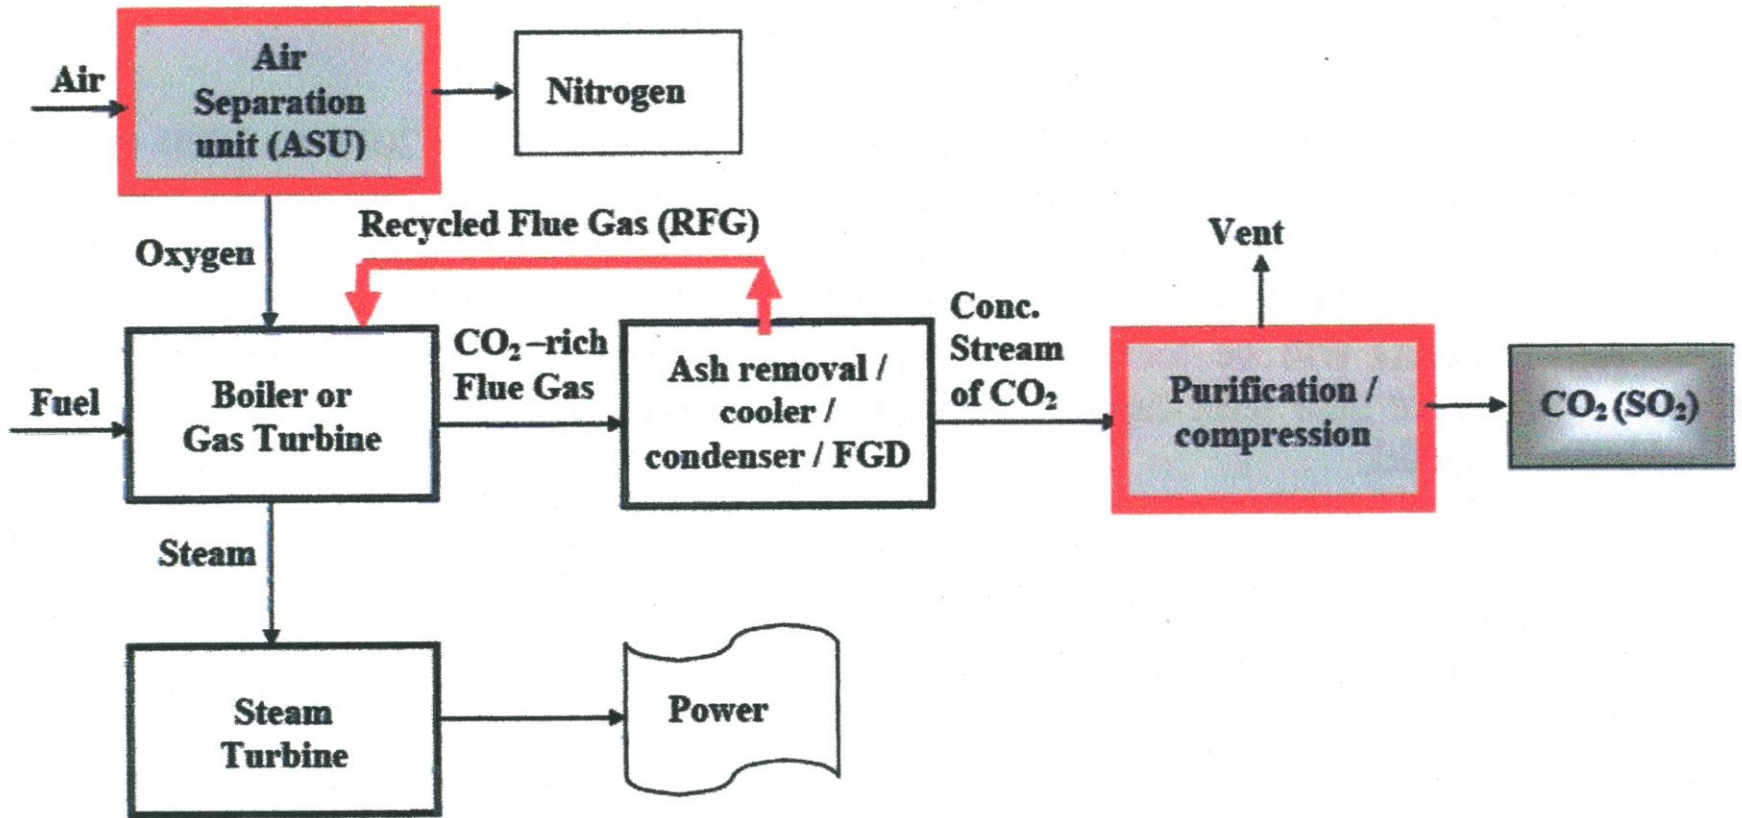 Air
Air
Separation
unit (ASU)
Nitrogen
Oxygen
Recycled Flue Gas (RFG)
Vent
Fuel
Boiler or
Gas Turbine
CO₂ –rich
Flue Gas
Ash removal /
cooler /
condenser / FGD
Conc.
Stream
of CO₂
Purification /
compression
CO₂ (SO₂)
Steam
Steam
Turbine
Power